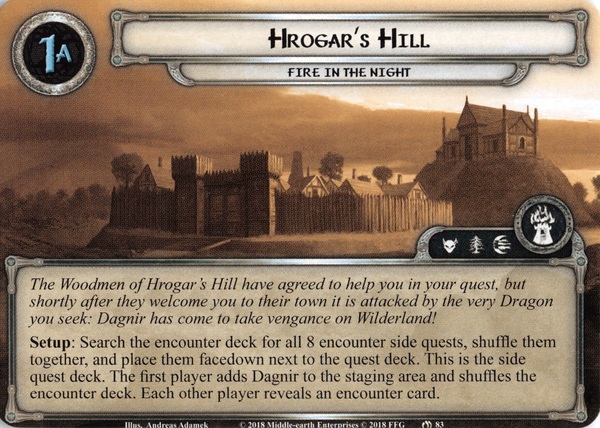 1A
Hrogar's Hill
Fire in the Night
The Woodmen of Hrogar's Hill have agreed to help you in your quest, but
shortly after they welcome you to their town it is attacked by the very Dragon
you seek: Dagnir has come to take vengance on Wilderland!
Setup: Search the encounter deck for all 8 encounter side quests, shuffle them
together, and place them facedown next to the quest deck. This is the side
quest deck. The first player adds Dagnir to the staging area and shuffles the
encounter deck. Each other player reveals an encounter card.
Illus. Andreas Adamek © 2018 Middle-earth Enterprises © 2018 FFG 83